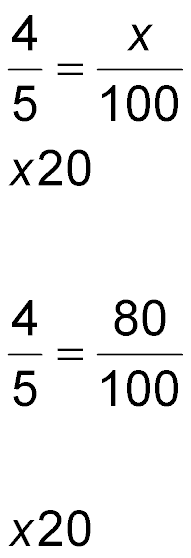 4/5 = x/100
x20
4/5 = 80/100
x20